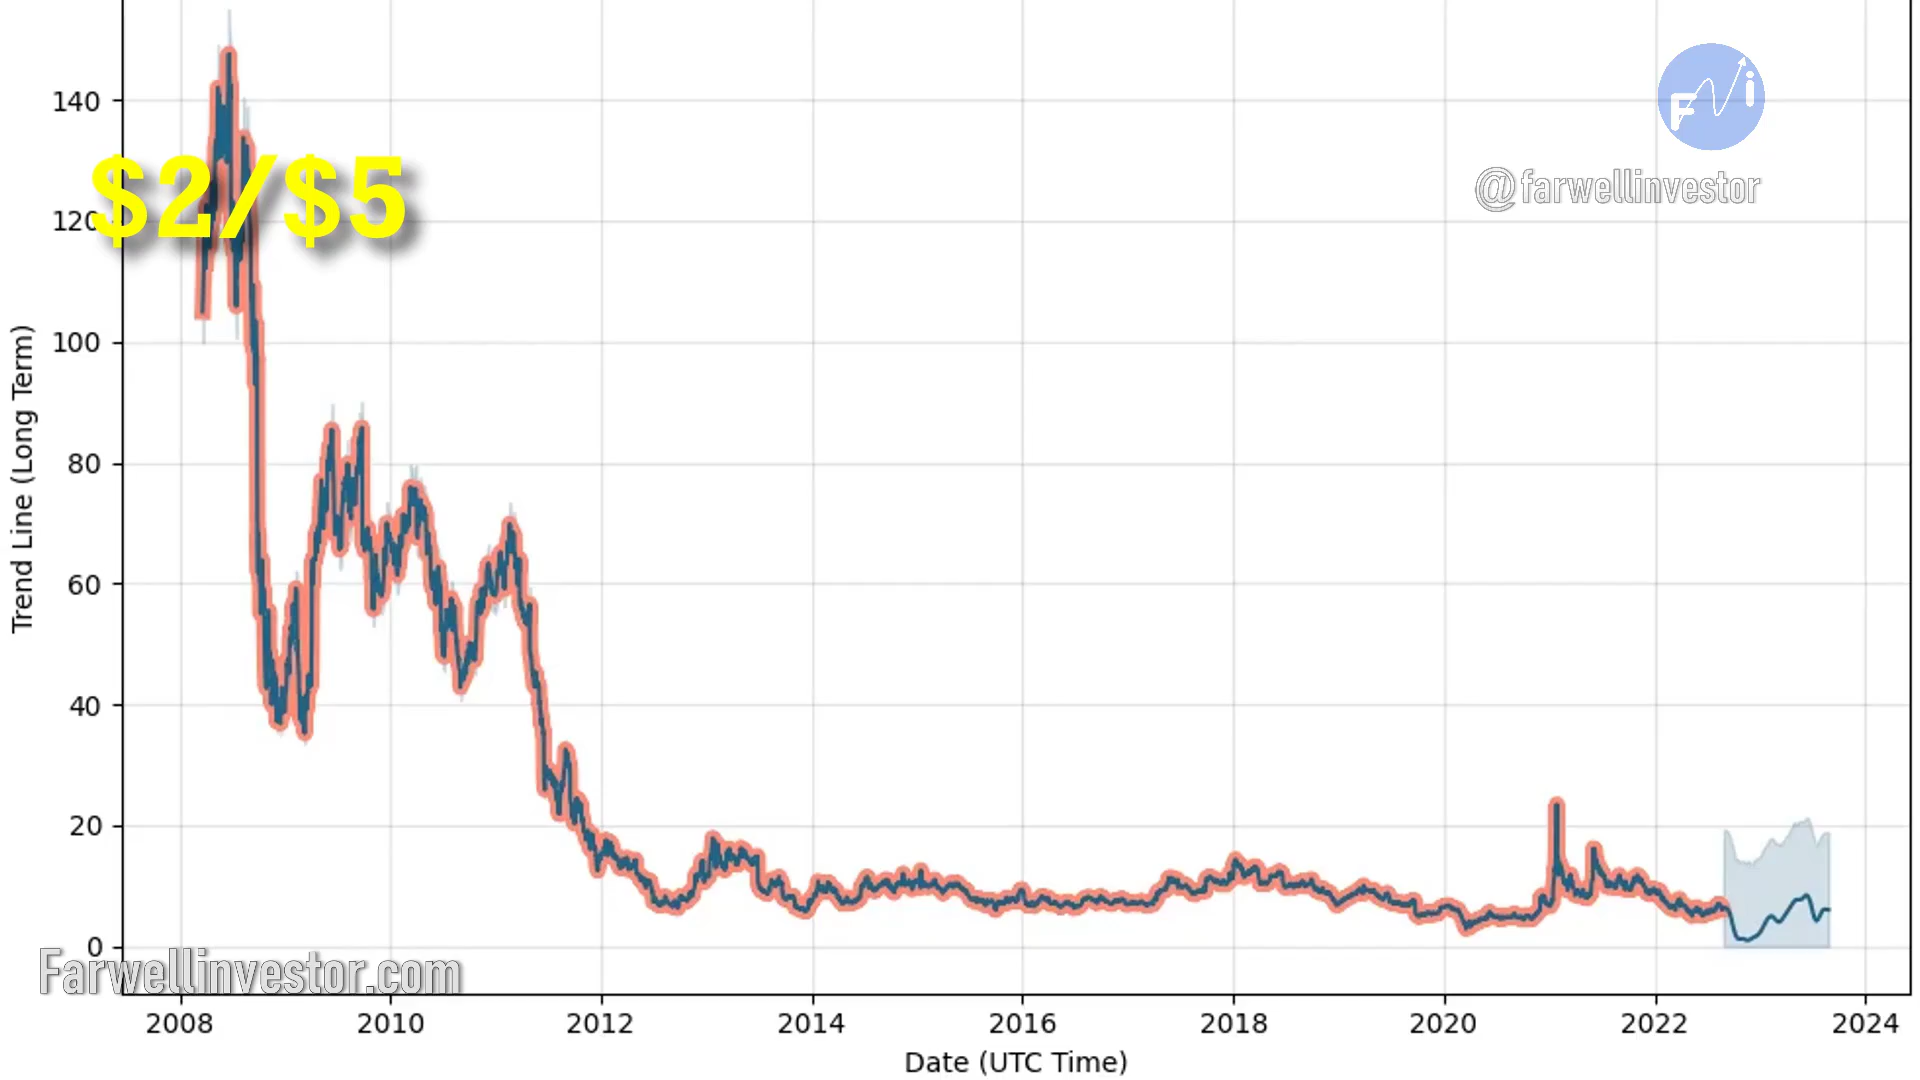 140
120
100
80
60
40
20
0
$2/$5
FNi
@farwellinvestor
Trend Line (Long Term)
Farwellinvestor.com
2008 2010 2012 2014 2016 2018 2020 2022 2024
Date (UTC Time)